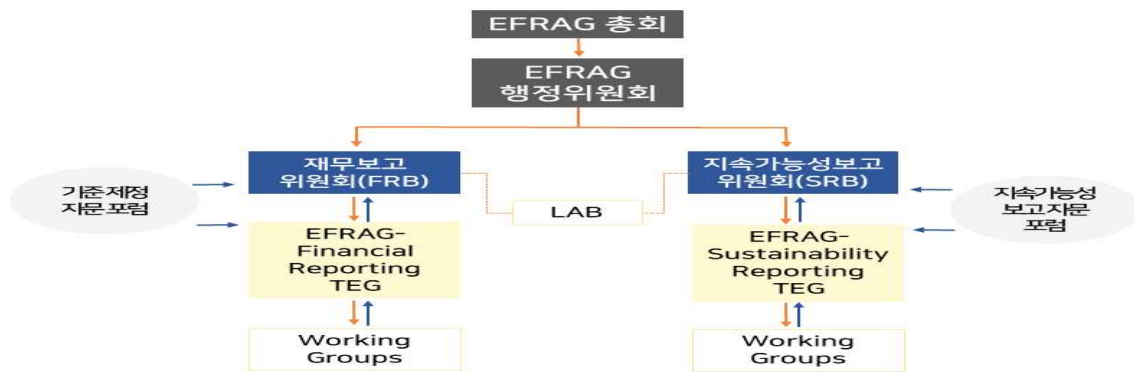 EFRAG 총회
EFRAG
행정위원회
재무보고
위원회(FRB)
지속가능성보고
위원회(SRB)
기준 제정
자문 포럼
LAB
지속가능성
보고 자문
포럼
EFRAG-
Financial
Reporting
TEG
EFRAG-
Sustainability
Reporting
TEG
Working
Groups
Working
Groups